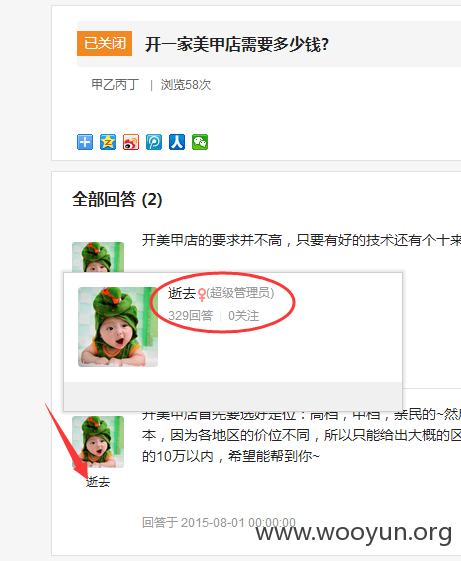 已关闭 开一家美甲店需要多少钱?
甲乙丙丁 | 浏览58次
全部回答 (2)
开美甲店的要求并不高，只要有好的技术还有个十来
逝去♀(超级管理员)
329回答 | 0关注
开美甲店首先要选好定位：高档，中档，亲民的~然后
本，因为各地区的价位不同，所以只能给出大概的区
的10万以内，希望能帮到你~
逝去
回答于 2015-08-01 00:00:00
www.wooyun.org